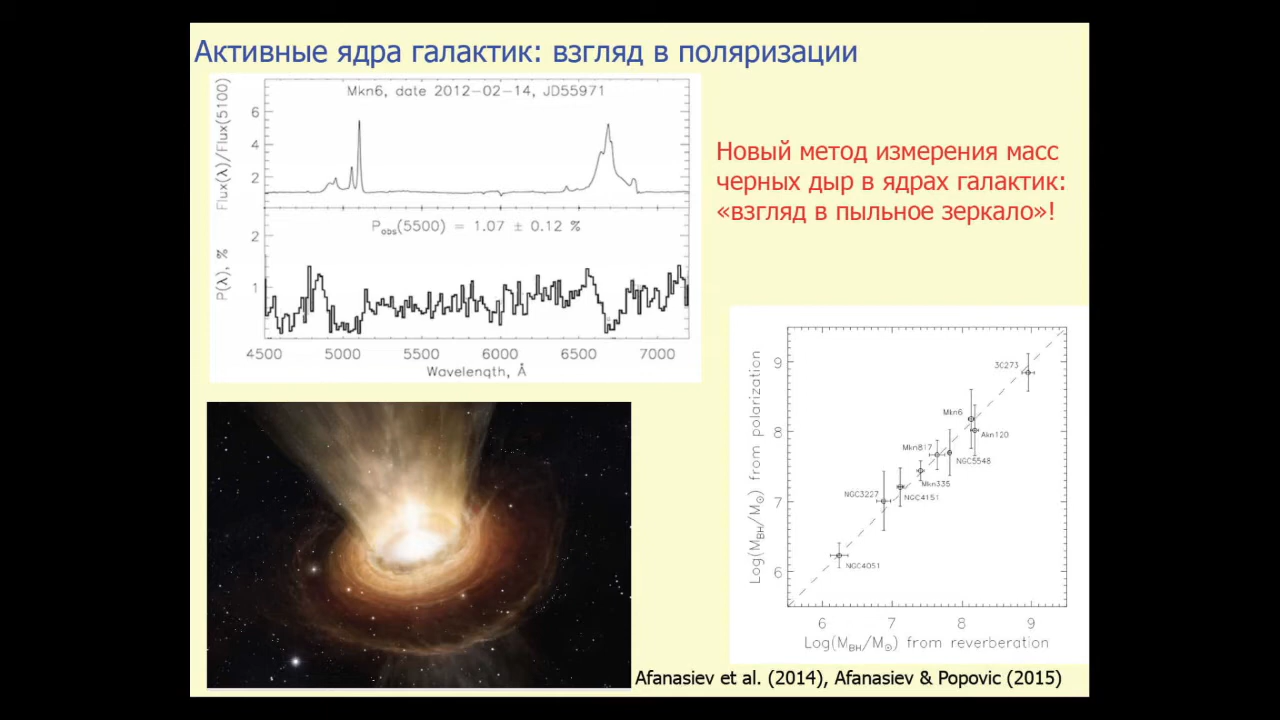 Активные ядра галактик: взгляд в поляризации
Mkn6, date 2012-02-14, JD55971
Flux(λ)/Flux(5100)
6
4
2
P_obs(5500) = 1.07 ± 0.12 %
P(λ), %
2
1
4500 5000 5500 6000 6500 7000
Wavelength, Å
Новый метод измерения масс
черных дыр в ядрах галактик:
«взгляд в пыльное зеркало»!
Log(M_BH/M_⊙) from polarization
9
8
7
6
3C273
Mkn6
Akn120
Mkn817
NGC5548
Mkn335
NGC3227
NGC4151
NGC4051
6 7 8 9
Log(M_BH/M_⊙) from reverberation
Afanasiev et al. (2014), Afanasiev & Popovic (2015)